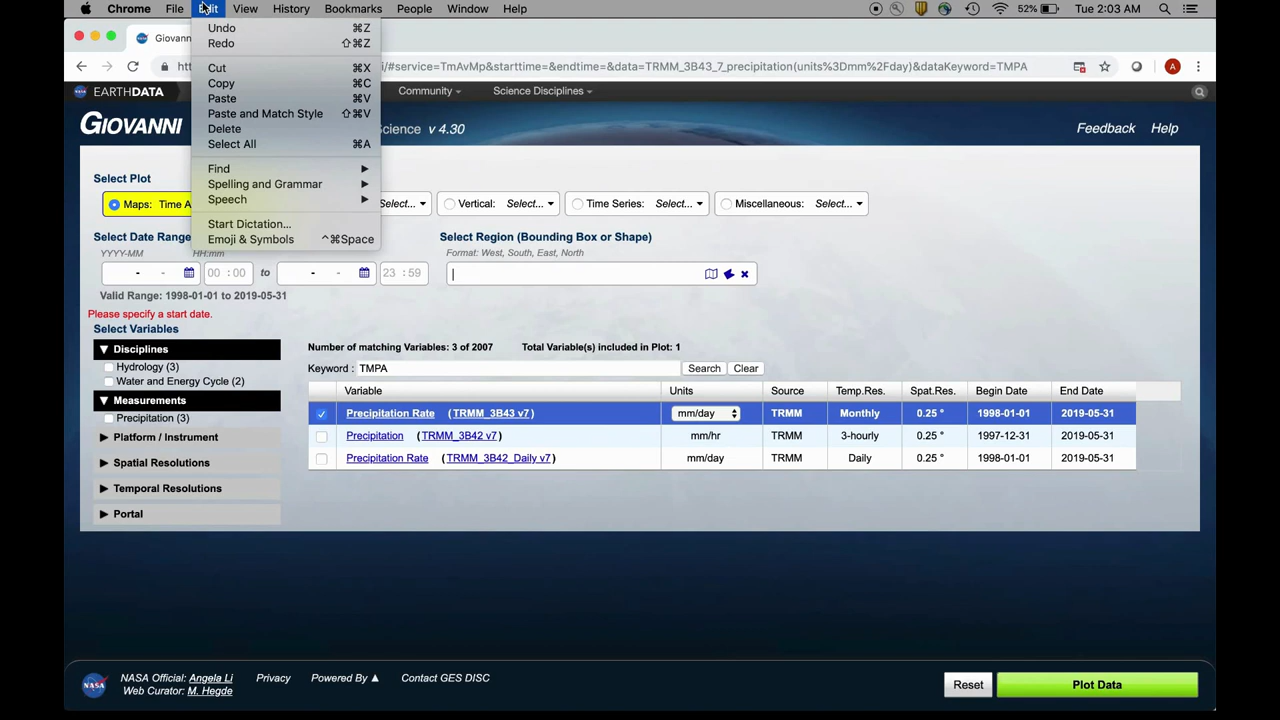 Chrome File Edit View History Bookmarks People Window Help 52% Tue 2:03 AM
Undo ⌘Z
Redo ⇧⌘Z
Cut ⌘X
Copy ⌘C
Paste ⌘V
Paste and Match Style ⇧⌘V
Delete
Select All ⌘A
Find
Spelling and Grammar
Speech
Start Dictation...
Emoji & Symbols ^⌘Space
Giovann
i/#service=TmAvMp&starttime=&endtime=&data=TRMM_3B43_7_precipitation(units%3Dmm%2Fday)&dataKeyword=TMPA A
EARTHDATA Community Science Disciplines
GIOVANNI Science v 4.30 Feedback Help
Select Plot
Maps: Time A Select... Vertical: Select... Time Series: Select... Miscellaneous: Select...
Select Date Range Select Region (Bounding Box or Shape)
YYYY-MM HH:mm Format: West, South, East, North
- - 00 : 00 to - - 23 : 59
Valid Range: 1998-01-01 to 2019-05-31
Please specify a start date.
Select Variables
Disciplines
Hydrology (3)
Water and Energy Cycle (2)
Measurements
Precipitation (3)
Platform / Instrument
Spatial Resolutions
Temporal Resolutions
Portal
Number of matching Variables: 3 of 2007 Total Variable(s) included in Plot: 1
Keyword : TMPA Search Clear
Variable Units Source Temp.Res. Spat.Res. Begin Date End Date
Precipitation Rate (TRMM_3B43 v7) mm/day TRMM Monthly 0.25 ° 1998-01-01 2019-05-31
Precipitation (TRMM_3B42 v7) mm/hr TRMM 3-hourly 0.25 ° 1997-12-31 2019-05-31
Precipitation Rate (TRMM_3B42_Daily v7) mm/day TRMM Daily 0.25 ° 1998-01-01 2019-05-31
NASA NASA Official: Angela Li Privacy Powered By ▲ Contact GES DISC
Web Curator: M. Hegde
Reset Plot Data